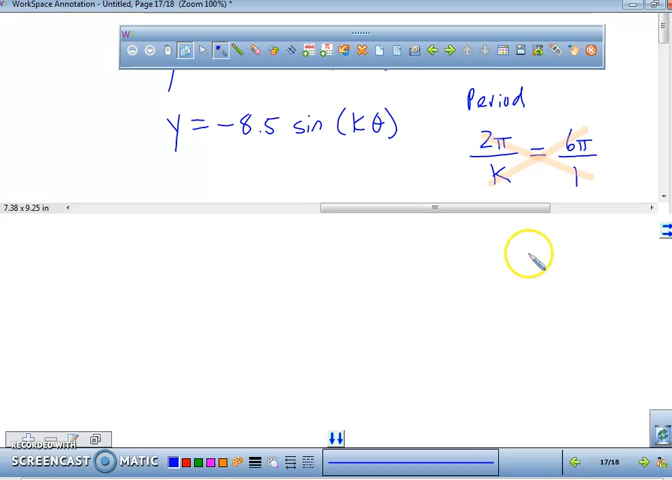 WorkSpace Annotation - Untitled, Page 17/18 (Zoom 100%) *
Period
y = -8.5 sin (kθ)
2π/k = 6π/1
7.38 x 9.25 in
RECORDED WITH
SCREENCAST O MATIC
17/18